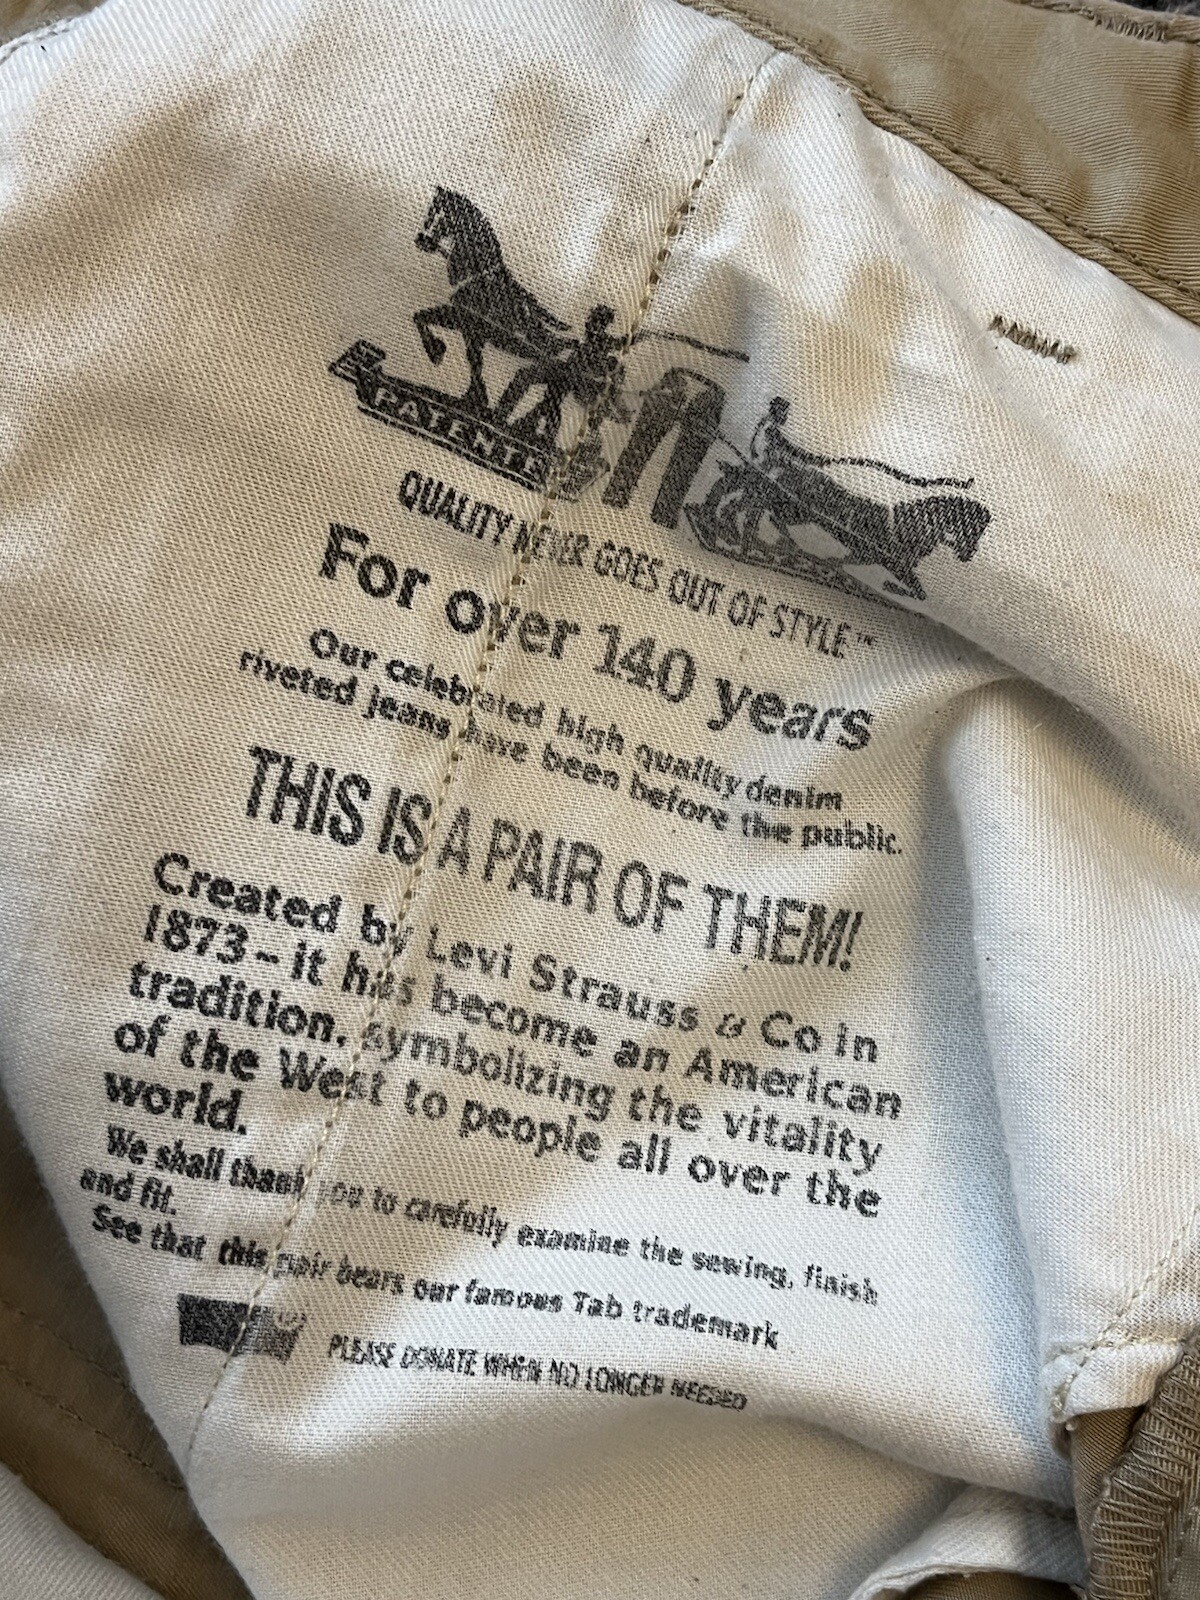 PATENTE
QUALITY NEVER GOES OUT OF STYLE™
For over 140 years
Our celebrated high quality denim
riveted jeans have been before the public.
THIS IS A PAIR OF THEM!
Created by Levi Strauss & Co in
1873 – it has become an American
tradition, symbolizing the vitality
of the West to people all over the
world.
We shall thank you to carefully examine the sewing, finish
and fit.
See that this pair bears our famous Tab trademark
PLEASE DONATE WHEN NO LONGER NEEDED